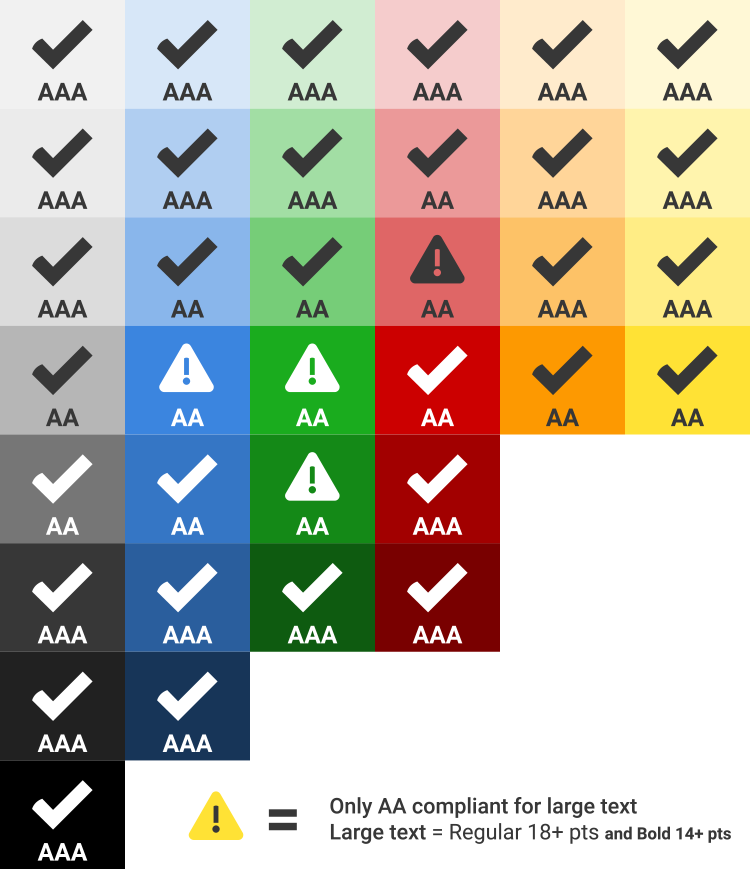 AAA AAA AAA AAA AAA AAA
AAA AAA AAA AA AAA AAA
AAA AA AA AA AAA AAA
AA AA AA AA AA AA
AA AA AA AAA
AAA AAA AAA AAA
AAA AAA
AAA
= Only AA compliant for large text
Large text = Regular 18+ pts and Bold 14+ pts